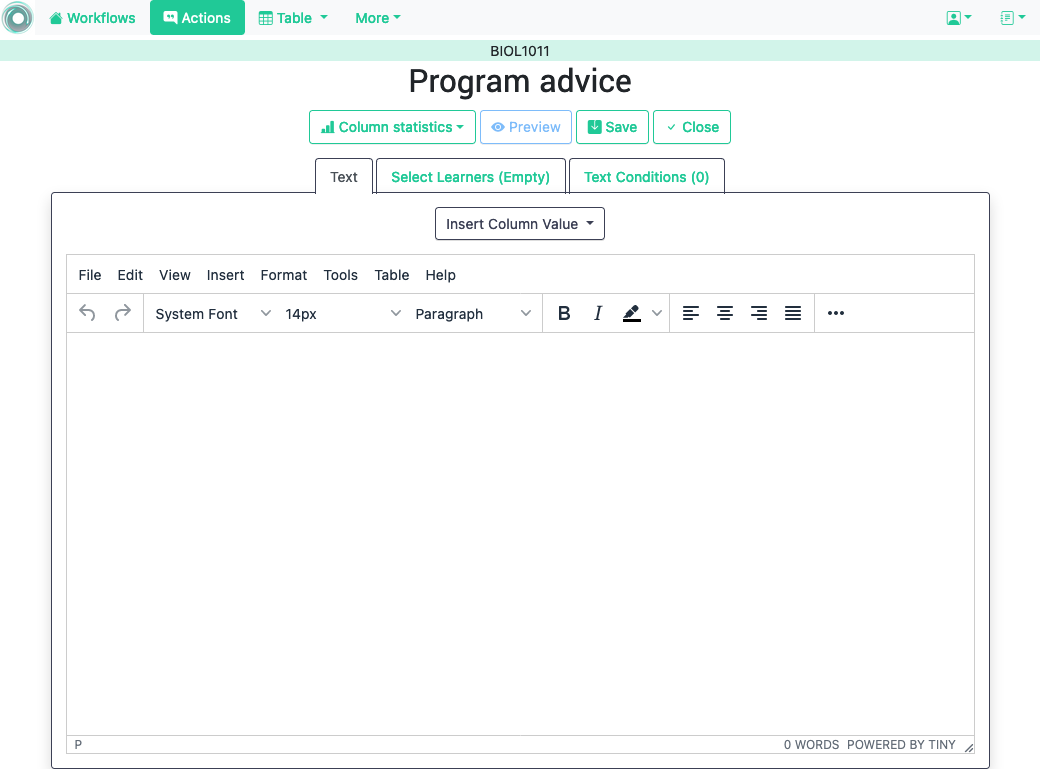 Workflows Actions Table More
BIOL1011
Program advice
Column statistics Preview Save Close
Text Select Learners (Empty) Text Conditions (0)
Insert Column Value
File Edit View Insert Format Tools Table Help
System Font 14px Paragraph B I
P 0 WORDS POWERED BY TINY